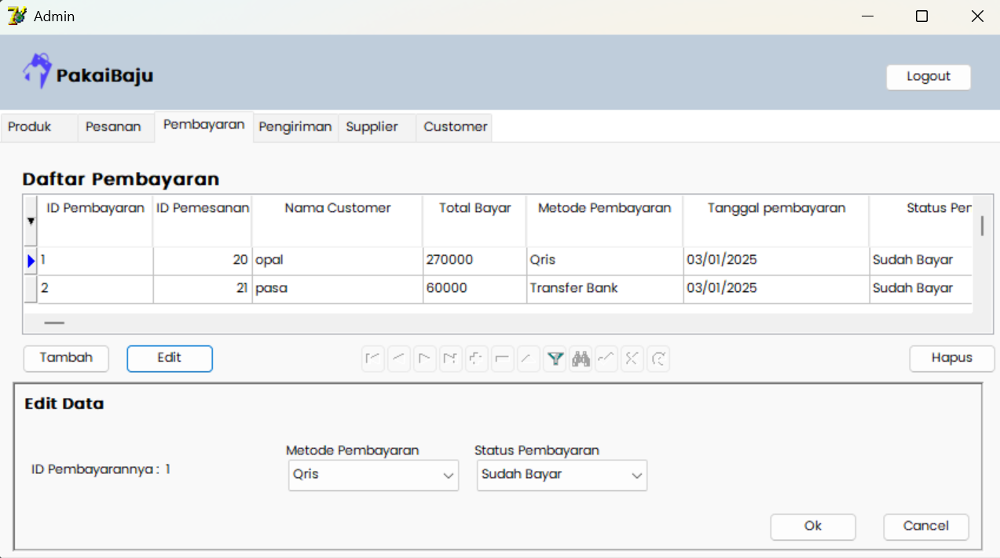 Admin
PakaiBaju
Logout
Produk Pesanan Pembayaran Pengiriman Supplier Customer
Daftar Pembayaran
ID Pembayaran ID Pemesanan Nama Customer Total Bayar Metode Pembayaran Tanggal pembayaran Status Per
1 20 opal 270000 Qris 03/01/2025 Sudah Bayar
2 21 pasa 60000 Transfer Bank 03/01/2025 Sudah Bayar
Tambah Edit Hapus
Edit Data
Metode Pembayaran Status Pembayaran
ID Pembayarannya : 1 Qris Sudah Bayar
Ok Cancel